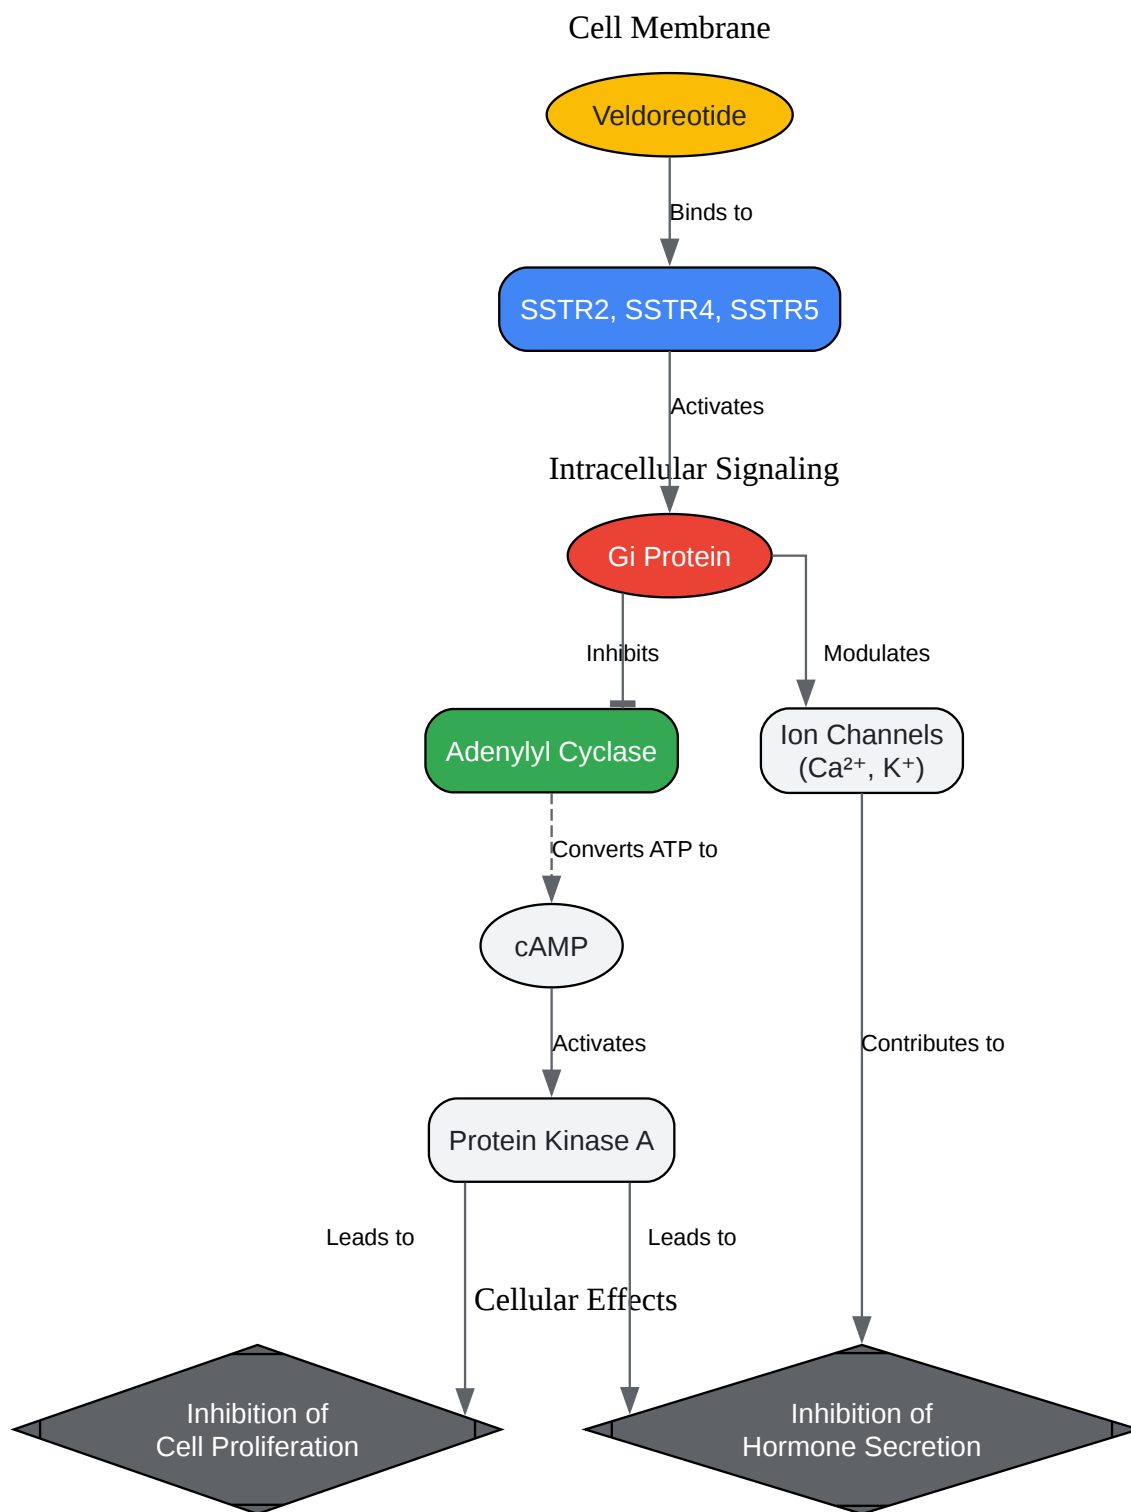 Cell Membrane
Veldoreotide
Binds to
SSTR2, SSTR4, SSTR5
Activates
Intracellular Signaling
Gi Protein
Inhibits
Modulates
Adenylyl Cyclase
Ion Channels
(Ca²⁺, K⁺)
Converts ATP to
cAMP
Activates
Contributes to
Protein Kinase A
Leads to
Leads to
Cellular Effects
Inhibition of
Cell Proliferation
Inhibition of
Hormone Secretion